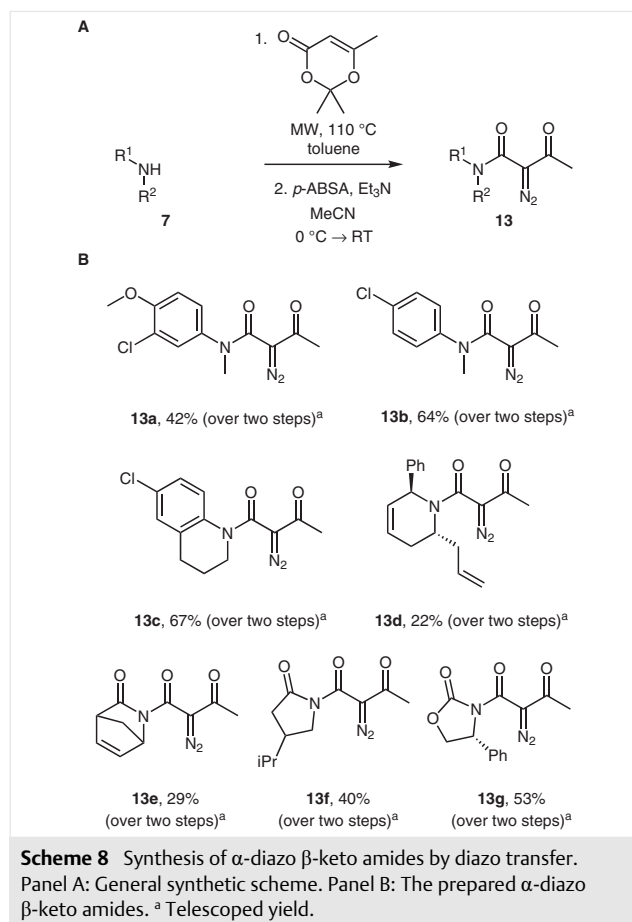 A
1.
O
O
O
MW, 110 °C
toluene
R¹
NH
R²
7
2. p-ABSA, Et₃N
MeCN
0 °C → RT
R¹
N
R²
O
O
N₂
13
B
O
Cl
N
O
O
N₂
13a, 42% (over two steps)ᵃ
Cl
N
O
O
N₂
13b, 64% (over two steps)ᵃ
Cl
N
O
O
N₂
13c, 67% (over two steps)ᵃ
Ph
N
O
O
N₂
13d, 22% (over two steps)ᵃ
O
N
O
O
N₂
13e, 29%
(over two steps)ᵃ
O
N
O
O
N₂
iPr
13f, 40%
(over two steps)ᵃ
O
O
N
O
O
N₂
Ph
13g, 53%
(over two steps)ᵃ
Scheme 8 Synthesis of α-diazo β-keto amides by diazo transfer.
Panel A: General synthetic scheme. Panel B: The prepared α-diazo
β-keto amides. ᵃ Telescoped yield.